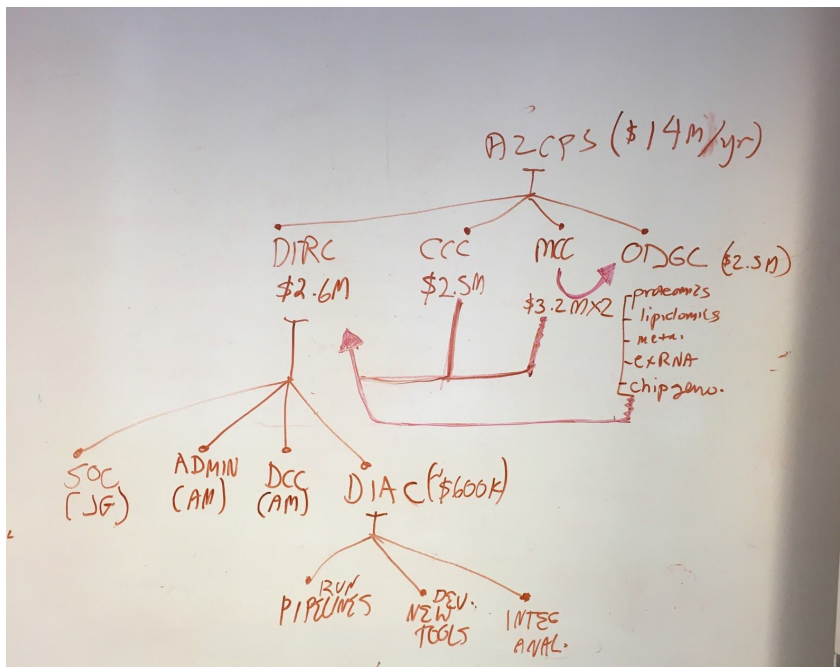 A2CPS ($14M/yr)
DIRC CCC MCC ODGC ($2.5M)
$2.6M $2.5M $3.2M×2
proteomics
lipidomics
meta.
exRNA
chip geno.
SOC ADMIN DCC DIAC (~$600K)
(JG) (AM) (AM)
RUN DEV. INTEG
PIPELINES NEW ANAL.
TOOLS